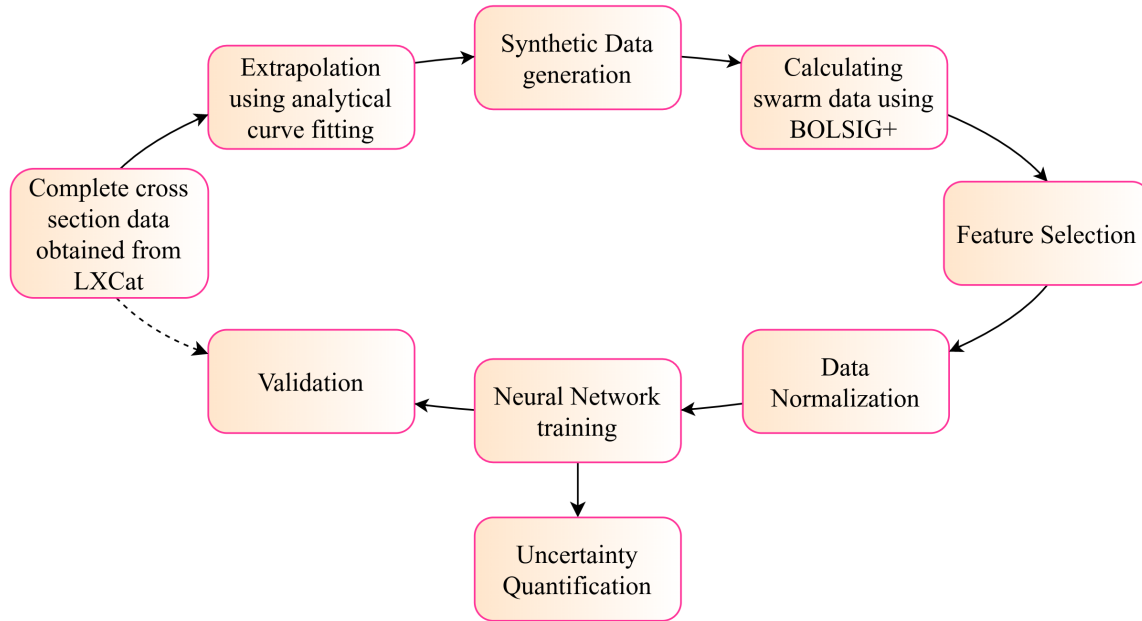 Complete cross
section data
obtained from
LXCat
Extrapolation
using analytical
curve fitting
Synthetic Data
generation
Calculating
swarm data using
BOLSIG+
Feature Selection
Data
Normalization
Neural Network
training
Validation
Uncertainty
Quantification